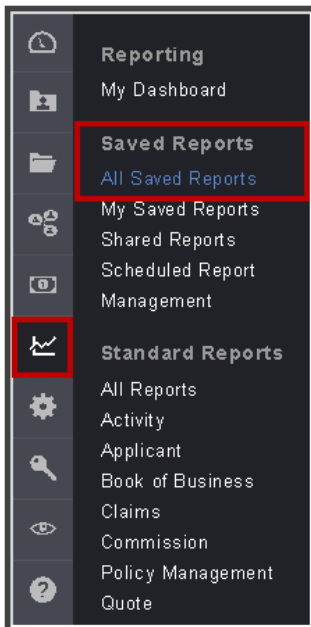 Reporting
My Dashboard
Saved Reports
All Saved Reports
My Saved Reports
Shared Reports
Scheduled Report
Management
Standard Reports
All Reports
Activity
Applicant
Book of Business
Claims
Commission
Policy Management
Quote